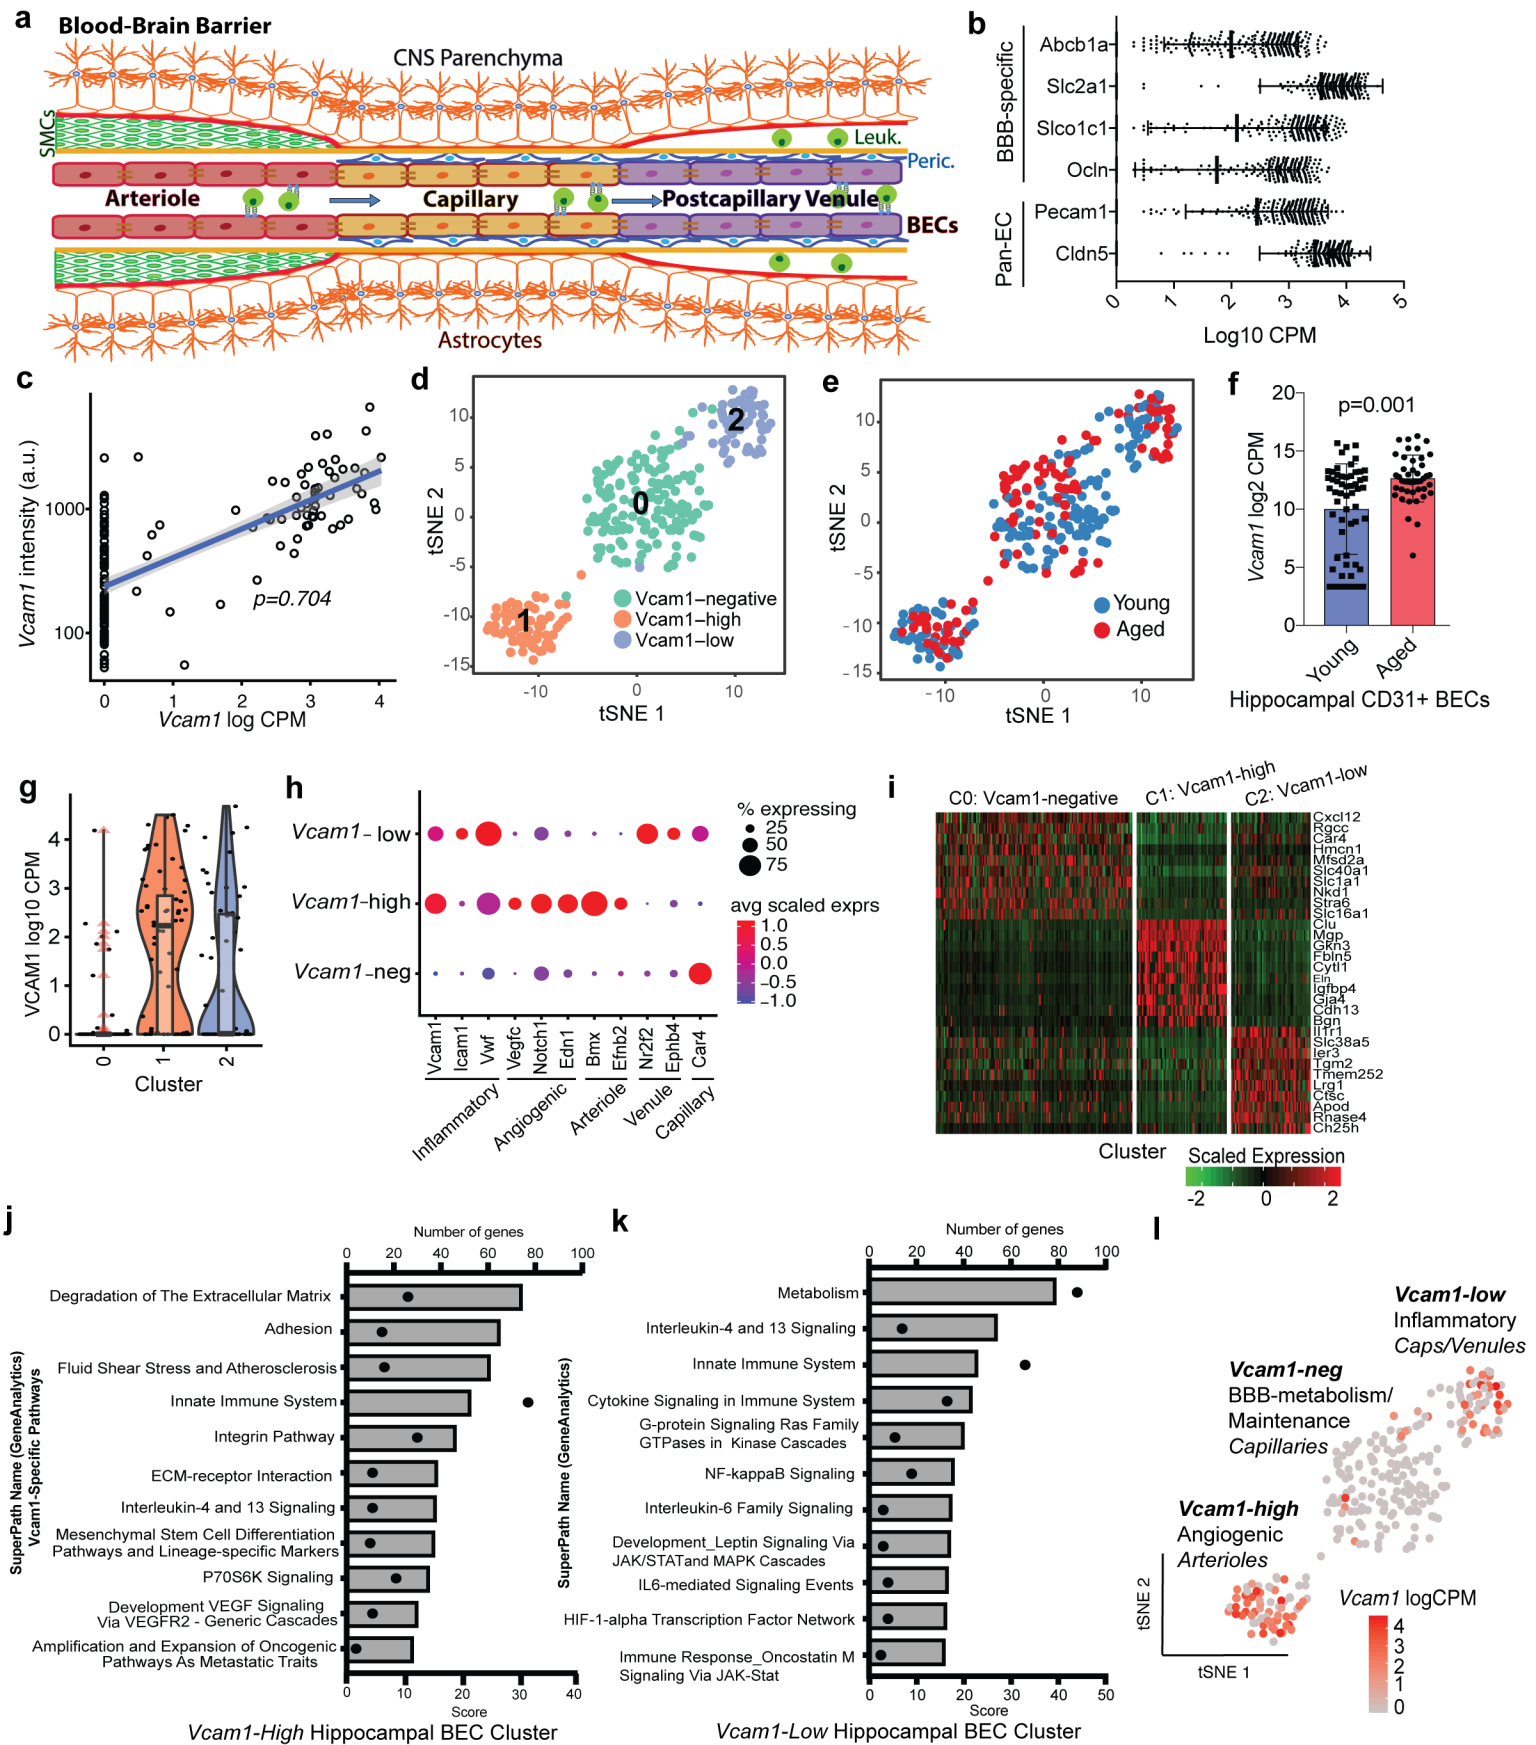 a
Blood-Brain Barrier
CNS Parenchyma
SMCs
Leuk.
Peric.
Arteriole
Capillary
Postcapillary Venule
BECs
Astrocytes
b
BBB-specific
Pan-EC
Abcb1a
Slc2a1
Slco1c1
Ocln
Pecam1
Cldn5
0 1 2 3 4 5
Log10 CPM
c
Vcam1 intensity (a.u.)
1000
100
p=0.704
0 1 2 3 4
Vcam1 log CPM
d
tSNE 2
10
5
0
-5
-10
-15
2
0
1
Vcam1–negative
Vcam1–high
Vcam1–low
-10 0 10
tSNE 1
e
tSNE 2
10
5
0
-5
-10
-15
Young
Aged
-10 0 10
tSNE 1
f
Vcam1 log2 CPM
20
15
10
5
0
p=0.001
Young
Aged
Hippocampal CD31+ BECs
g
VCAM1 log10 CPM
4
3
2
1
0
0 1 2
Cluster
h
Vcam1- low
Vcam1-high
Vcam1-neg
Vcam1
Icam1
Vwf
Vegfc
Notch1
Edn1
Bmx
Efnb2
Nr2f2
Ephb4
Car4
Inflammatory
Angiogenic
Arteriole
Venule
Capillary
% expressing
25
50
75
avg scaled exprs
1.0
0.5
0.0
-0.5
-1.0
i
C0: Vcam1-negative
C1: Vcam1-high
C2: Vcam1-low
Cxcl12
Rgcc
Car4
Hmcn1
Mfsd2a
Slc40a1
Slc1a1
Nkd1
Stra6
Slc16a1
Clu
Mgp
Gkn3
Fbln5
Cytl1
Eln
Igfbp4
Gja4
Cdh13
Bgn
Il1r1
Slc38a5
Ier3
Tgm2
Tmem252
Lrg1
Ctsc
Apod
Rnase4
Ch25h
Cluster
Scaled Expression
-2 0 2
j
Number of genes
0 20 40 60 80 100
SuperPath Name (GeneAnalytics)
Vcam1-Specific Pathways
Degradation of The Extracellular Matrix
Adhesion
Fluid Shear Stress and Atherosclerosis
Innate Immune System
Integrin Pathway
ECM-receptor Interaction
Interleukin-4 and 13 Signaling
Mesenchymal Stem Cell Differentiation
Pathways and Lineage-specific Markers
P70S6K Signaling
Development VEGF Signaling
Via VEGFR2 - Generic Cascades
Amplification and Expansion of Oncogenic
Pathways As Metastatic Traits
0 10 20 30 40
Score
Vcam1-High Hippocampal BEC Cluster
k
Number of genes
0 20 40 60 80 100
SuperPath Name (GeneAnalytics)
Metabolism
Interleukin-4 and 13 Signaling
Innate Immune System
Cytokine Signaling in Immune System
G-protein Signaling Ras Family
GTPases in Kinase Cascades
NF-kappaB Signaling
Interleukin-6 Family Signaling
Development_Leptin Signaling Via
JAK/STATand MAPK Cascades
IL6-mediated Signaling Events
HIF-1-alpha Transcription Factor Network
Immune Response_Oncostatin M
Signaling Via JAK-Stat
0 10 20 30 40 50
Score
Vcam1-Low Hippocampal BEC Cluster
l
Vcam1-low
Inflammatory
Caps/Venules
Vcam1-neg
BBB-metabolism/
Maintenance
Capillaries
Vcam1-high
Angiogenic
Arterioles
tSNE 2
tSNE 1
Vcam1 logCPM
4
3
2
1
0